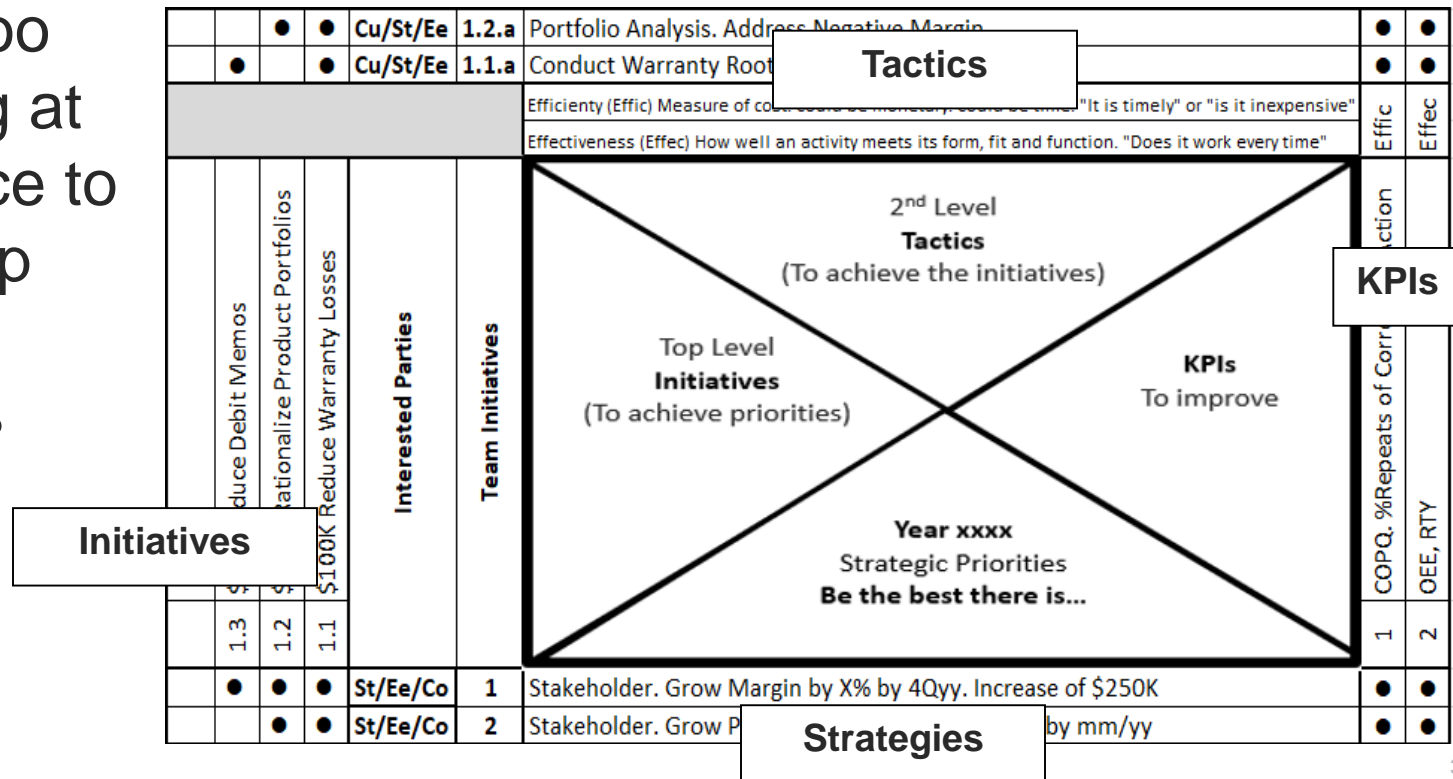 oo
g at
ce to
p
Cu/St/Ee 1.2.a Portfolio Analysis. Address Negative Margin
Cu/St/Ee 1.1.a Conduct Warranty Root
Tactics
Efficienty (Effic) Measure of cost. could be monetary. could be time. "It is timely" or "is it inexpensive"
Effectiveness (Effec) How well an activity meets its form, fit and function. "Does it work every time"
Effic
Effec
duce Debit Memos
Rationalize Product Portfolios
$100K Reduce Warranty Losses
Interested Parties
Team Initiatives
2nd Level
Tactics
(To achieve the initiatives)
Top Level
Initiatives
(To achieve priorities)
KPIs
To improve
Year xxxx
Strategic Priorities
Be the best there is...
COPQ. %Repeats of Corr ction
OEE, RTY
KPIs
Initiatives
1.3
1.2
1.1
1
2
St/Ee/Co 1 Stakeholder. Grow Margin by X% by 4Qyy. Increase of $250K
St/Ee/Co 2 Stakeholder. Grow P by mm/yy
Strategies